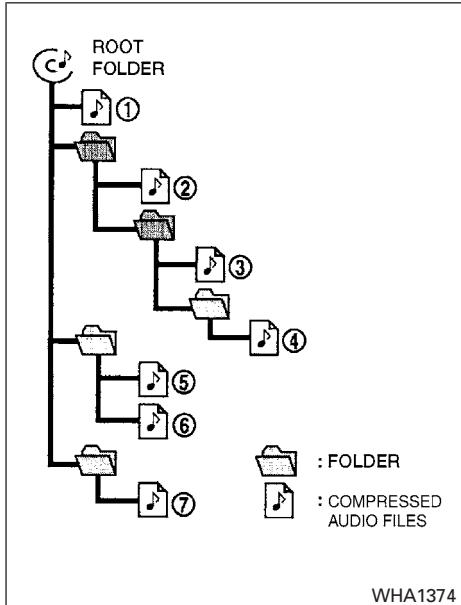 ROOT
FOLDER
①
②
③
④
⑤
⑥
⑦
: FOLDER
: COMPRESSED
AUDIO FILES
WHA1374